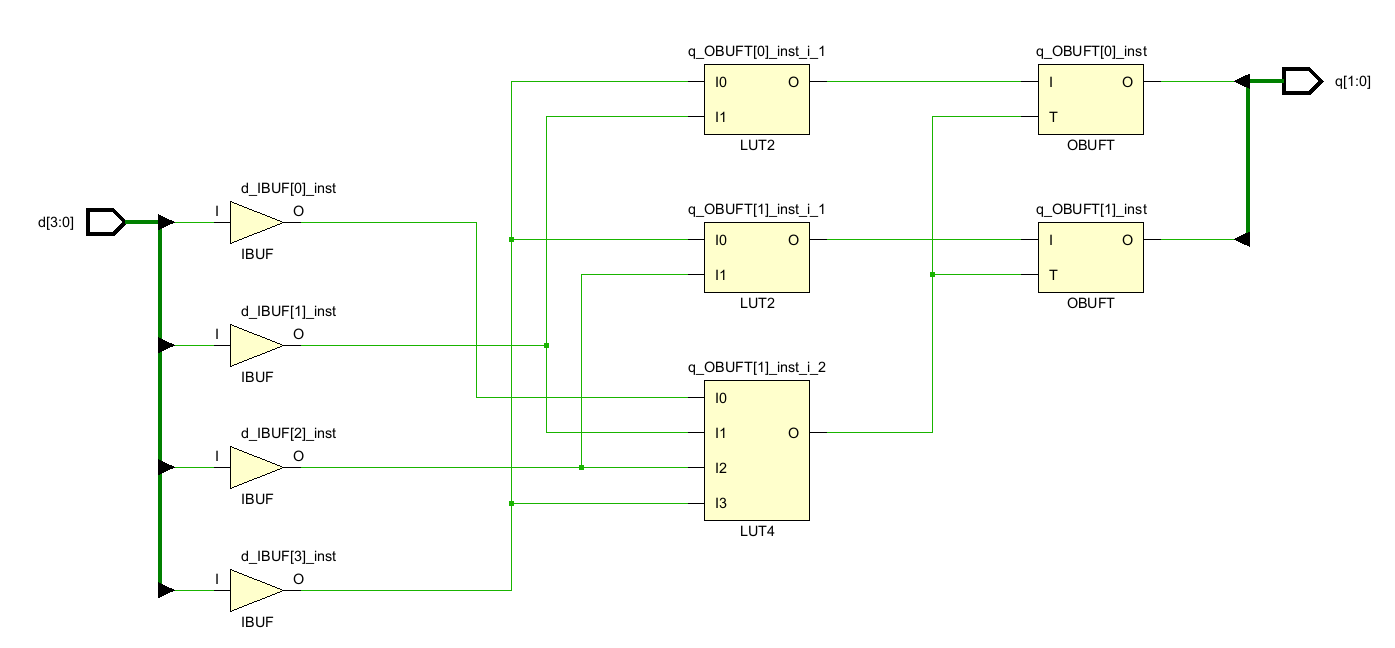 q_OBUFT[0]_inst_i_1
q_OBUFT[0]_inst
I0
O
I
O
q[1:0]
I1
T
LUT2
OBUFT
d_IBUF[0]_inst
q_OBUFT[1]_inst_i_1
q_OBUFT[1]_inst
d[3:0]
I
O
IBUF
I0
O
I
O
I1
T
LUT2
OBUFT
d_IBUF[1]_inst
I
O
IBUF
q_OBUFT[1]_inst_i_2
I0
I1
O
I2
I3
LUT4
d_IBUF[2]_inst
I
O
IBUF
d_IBUF[3]_inst
I
O
IBUF